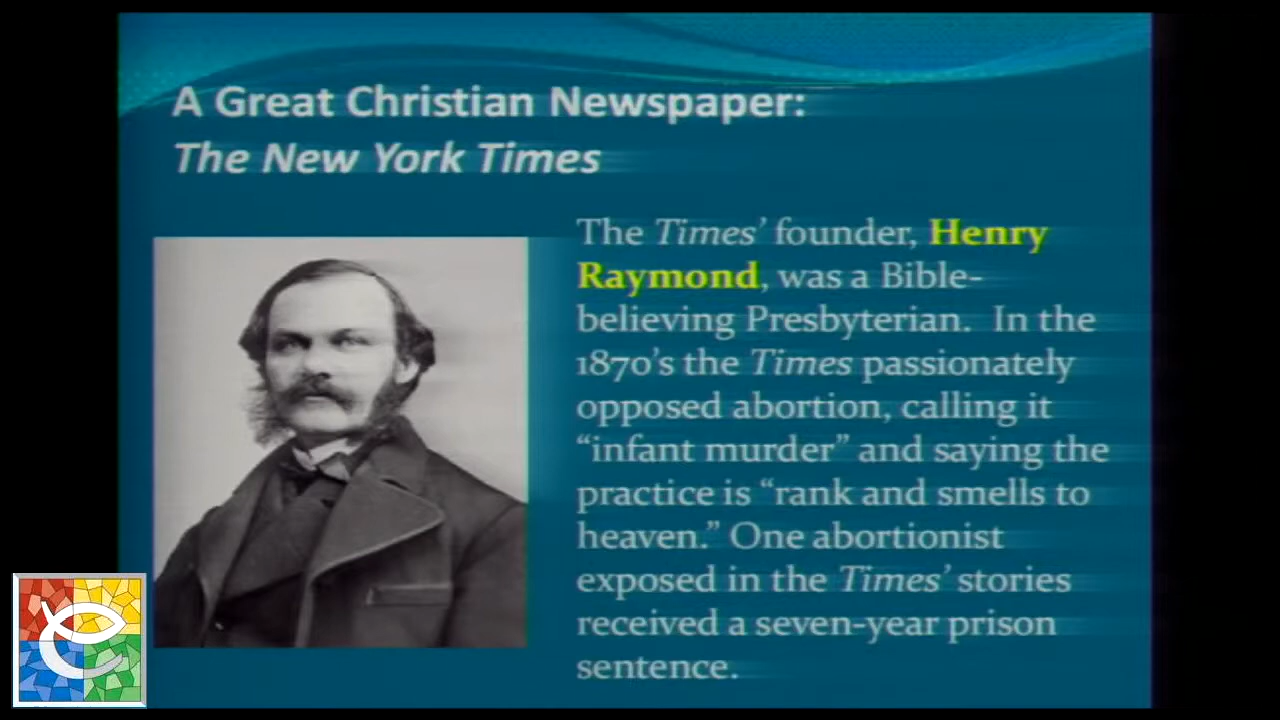 A Great Christian Newspaper:
The New York Times
The Times’ founder, Henry
Raymond, was a Bible-
believing Presbyterian. In the
1870’s the Times passionately
opposed abortion, calling it
“infant murder” and saying the
practice is “rank and smells to
heaven.” One abortionist
exposed in the Times’ stories
received a seven-year prison
sentence.